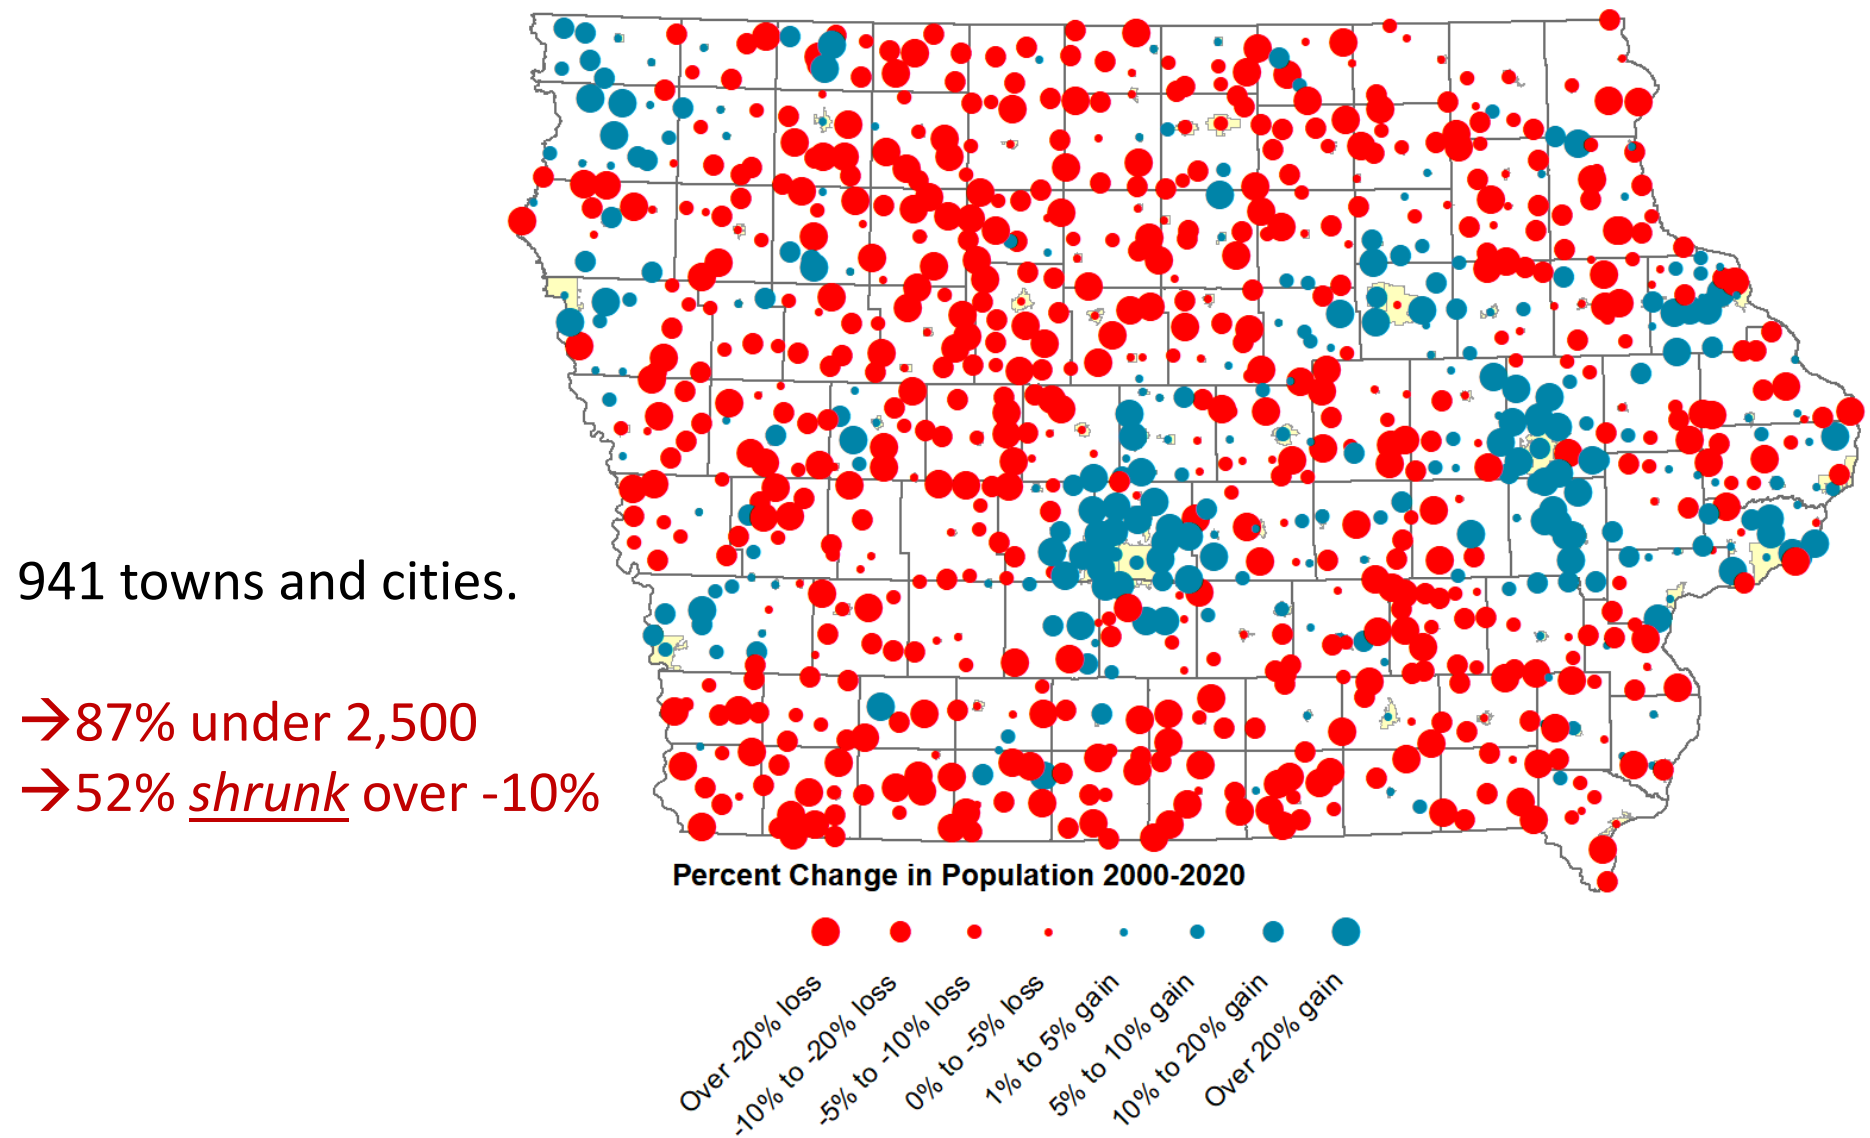 941 towns and cities.
→87% under 2,500
→52% shrunk over -10%
Percent Change in Population 2000-2020
Over -20% loss
-10% to -20% loss
-5% to -10% loss
0% to -5% loss
1% to 5% gain
5% to 10% gain
10% to 20% gain
Over 20% gain